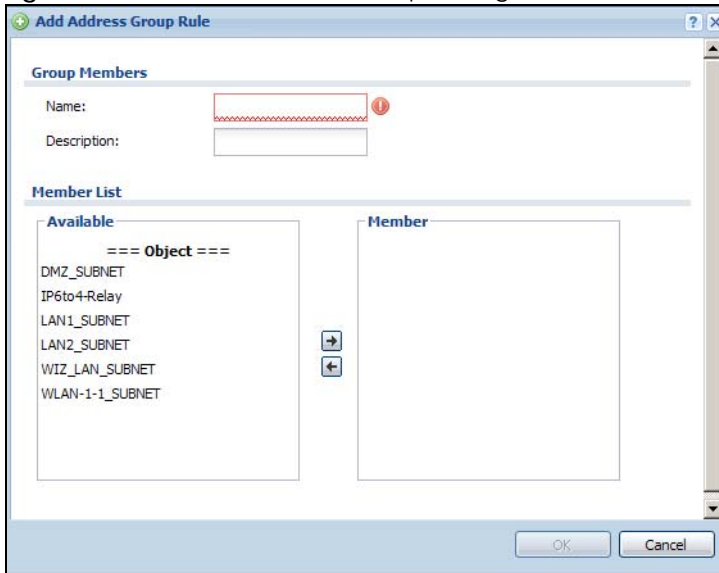 Add Address Group Rule
Group Members
Name:
Description:
Member List
Available
=== Object ===
DMZ_SUBNET
IP6to4-Relay
LAN1_SUBNET
LAN2_SUBNET
WIZ_LAN_SUBNET
WLAN-1-1_SUBNET
Member
OK
Cancel